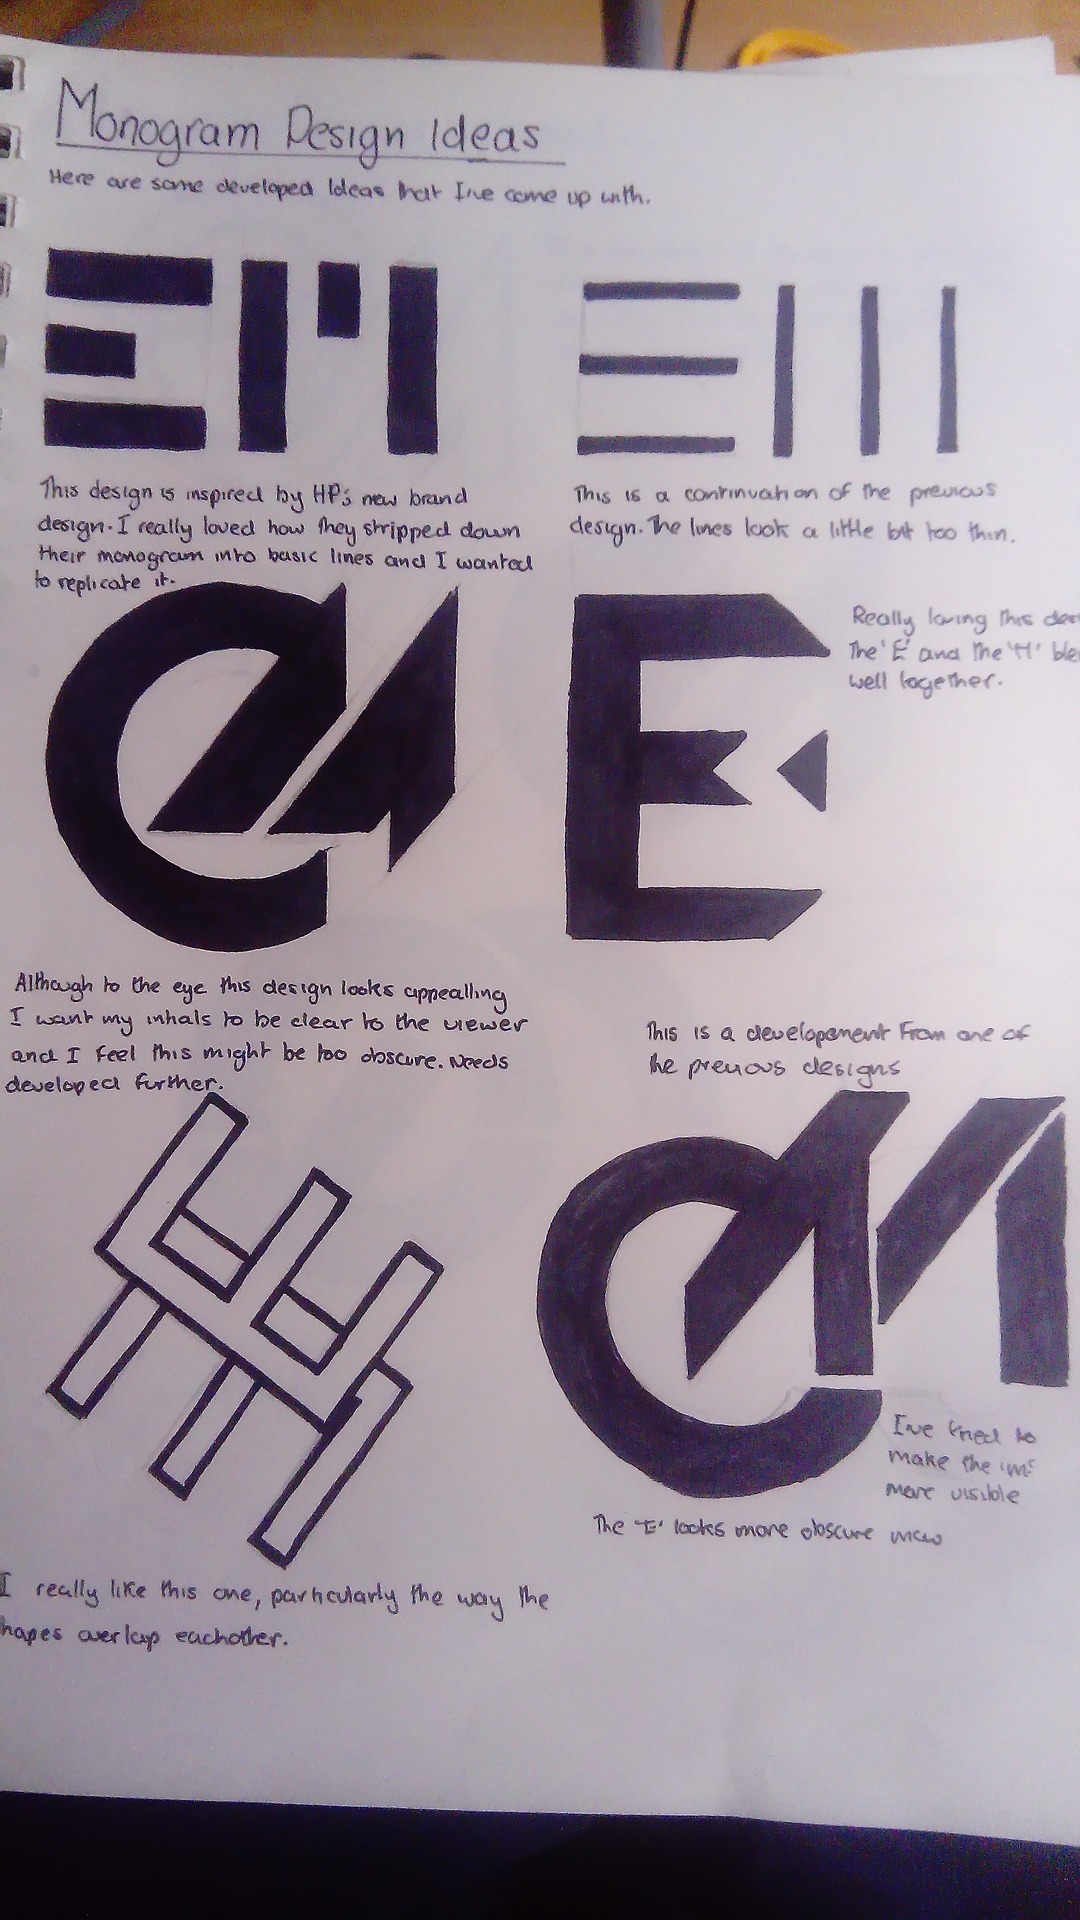 Monogram Design Ideas
Here are some developed Ideas that I've come up with.
EM
EM
This design is inspired by HP's new brand
design. I really loved how they stripped down
their monogram into basic lines and I wanted
to replicate it.
This is a continuation of the previous
design. The lines look a little bit too thin.
Really loving this
The 'E' and the 'M'
well together.
Although to the eye this design looks appealling
I want my initials to be clear to the viewer
and I feel this might be too obscure. Needs
developed further.
This is a developement from one of
the previous designs
I've tried to
make the 'm'
more visible
The 'E' looks more obscure now
I really like this one, particularly the way the
hapes overlap eachother.